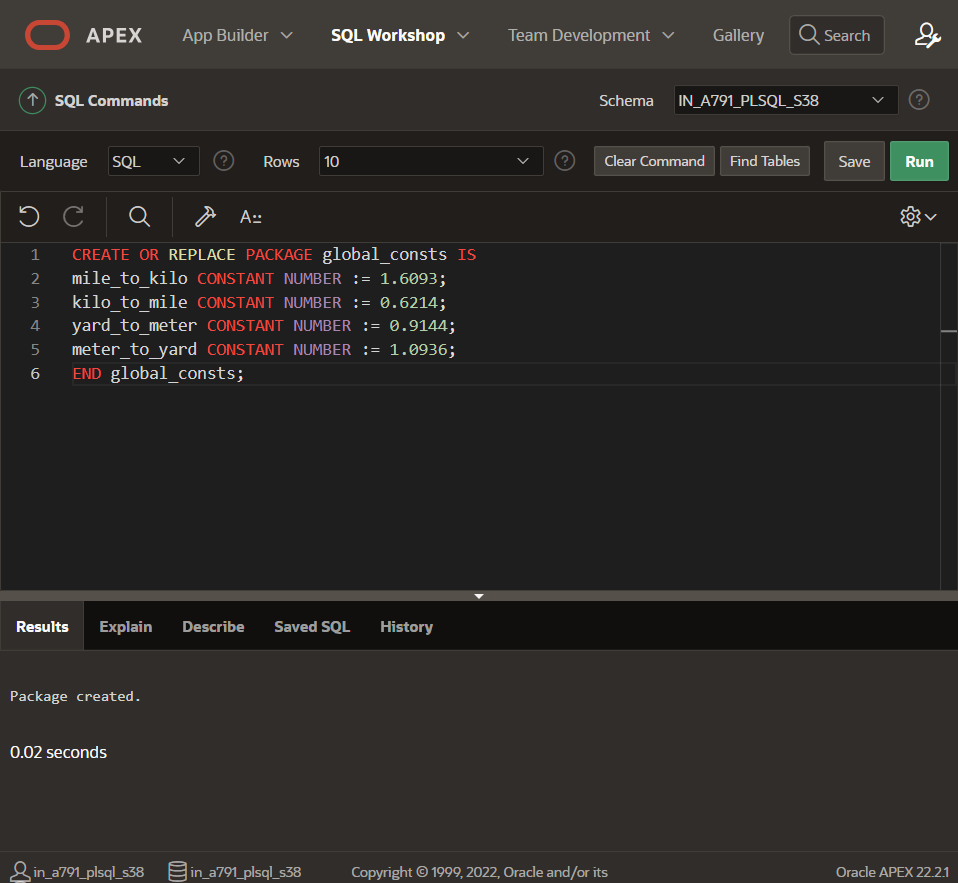 APEX App Builder SQL Workshop Team Development Gallery Search
SQL Commands Schema IN_A791_PLSQL_S38 ?
Language SQL ? Rows 10 ? Clear Command Find Tables Save Run
A::
1 CREATE OR REPLACE PACKAGE global_consts IS
2 mile_to_kilo CONSTANT NUMBER := 1.6093;
3 kilo_to_mile CONSTANT NUMBER := 0.6214;
4 yard_to_meter CONSTANT NUMBER := 0.9144;
5 meter_to_yard CONSTANT NUMBER := 1.0936;
6 END global_consts;
Results Explain Describe Saved SQL History
Package created.
0.02 seconds
in_a791_plsql_s38 in_a791_plsql_s38 Copyright © 1999, 2022, Oracle and/or its Oracle APEX 22.2.1